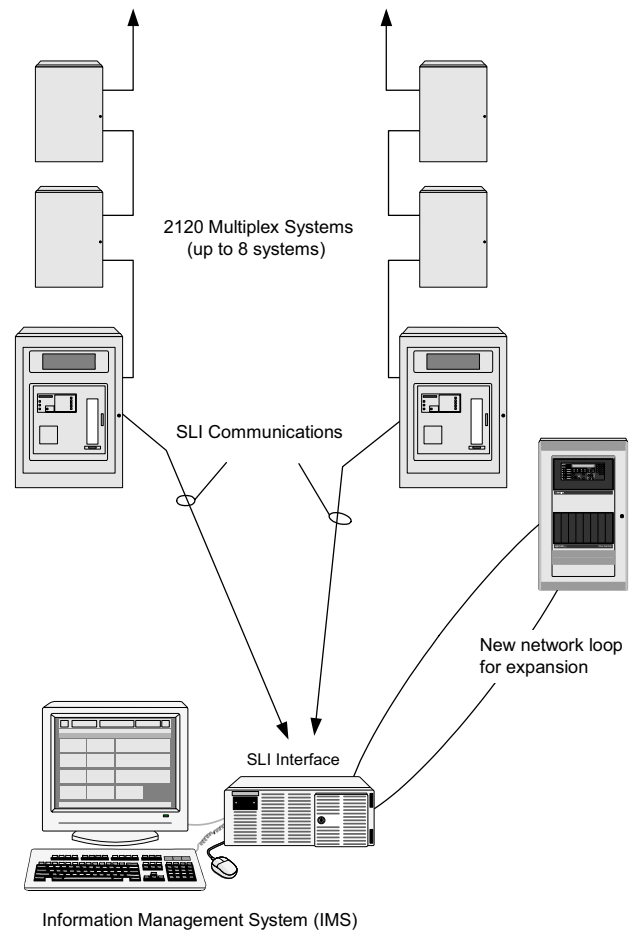 2120 Multiplex Systems
(up to 8 systems)
SLI Communications
New network loop
for expansion
SLI Interface
Information Management System (IMS)